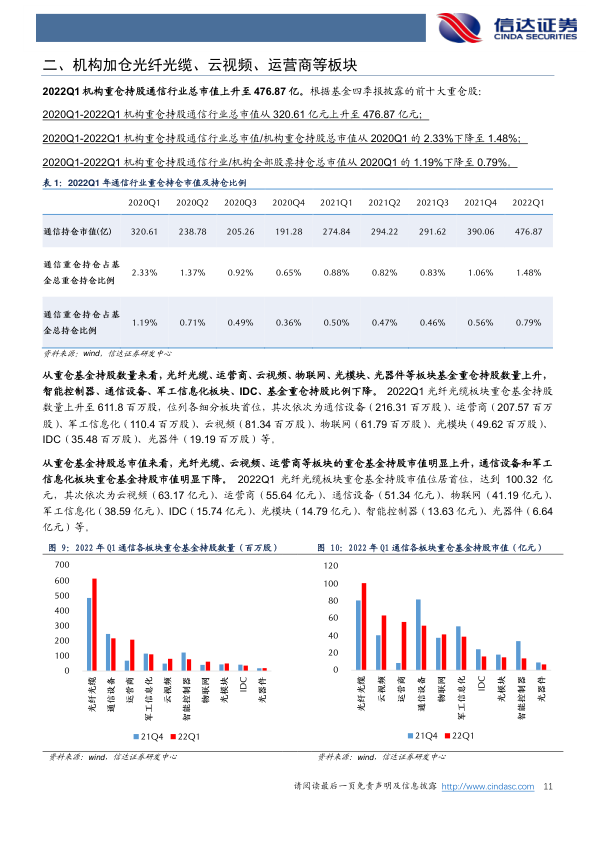 信达证券
CINDA SECURITIES
二、机构加仓光纤光缆、云视频、运营商等板块
2022Q1 机构重仓持股通信行业总市值上升至 476.87 亿。根据基金四季报披露的前十大重仓股：
2020Q1-2022Q1 机构重仓持股通信行业总市值从 320.61 亿元上升至 476.87 亿元；
2020Q1-2022Q1 机构重仓持股通信行业总市值/机构重仓持股总市值从 2020Q1 的 2.33%下降至 1.48%；
2020Q1-2022Q1 机构重仓持股通信行业/机构全部股票持仓总市值从 2020Q1 的 1.19%下降至 0.79%。
表 1：2022Q1 年通信行业重仓持仓市值及持仓比例
2020Q1 2020Q2 2020Q3 2020Q4 2021Q1 2021Q2 2021Q3 2021Q4 2022Q1
通信持仓市值(亿) 320.61 238.78 205.26 191.28 274.84 294.22 291.62 390.06 476.87
通信重仓持仓占基
金总重仓持仓比例 2.33% 1.37% 0.92% 0.65% 0.88% 0.82% 0.83% 1.06% 1.48%
通信重仓持仓占基
金总持仓比例 1.19% 0.71% 0.49% 0.36% 0.50% 0.47% 0.46% 0.56% 0.79%
资料来源：wind，信达证券研发中心
从重仓基金持股数量来看，光纤光缆、运营商、云视频、物联网、光模块、光器件等板块基金重仓持股数量上升，
智能控制器、通信设备、军工信息化板块、IDC、基金重仓持股比例下降。2022Q1 光纤光缆板块重仓基金持股
数量上升至 611.8 百万股，位列各细分板块首位，其次依次为通信设备（216.31 百万股）、运营商（207.57 百万
股）、军工信息化（110.4 百万股）、云视频（81.34 百万股）、物联网（61.79 百万股）、光模块（49.62 百万股）、
IDC（35.48 百万股）、光器件（19.19 百万股）等。
从重仓基金持股总市值来看，光纤光缆、云视频、运营商等板块的重仓基金持股市值明显上升，通信设备和军工
信息化板块重仓基金持股市值明显下降。2022Q1 光纤光缆板块重仓基金持股市值位居首位，达到 100.32 亿
元，其次依次为云视频（63.17 亿元）、运营商（55.64 亿元）、通信设备（51.34 亿元）、物联网（41.19 亿元）、
军工信息化（38.59 亿元）、IDC（15.74 亿元）、光模块（14.79 亿元）、智能控制器（13.63 亿元）、光器件（6.64
亿元）等。
图 9：2022 年 Q1 通信各板块重仓基金持股数量（百万股）
700
600
500
400
300
200
100
0
光纤光缆 通信设备 运营商 军工信息化 云视频 智能控制器 物联网 光模块 IDC 光器件
21Q4 22Q1
资料来源：wind，信达证券研发中心
图 10：2022 年 Q1 通信各板块重仓基金持股市值（亿元）
120
100
80
60
40
20
0
光纤光缆 云视频 运营商 通信设备 物联网 军工信息化 IDC 光模块 智能控制器 光器件
21Q4 22Q1
资料来源：wind，信达证券研发中心
请阅读最后一页免责声明及信息披露 http://www.cindasc.com 11